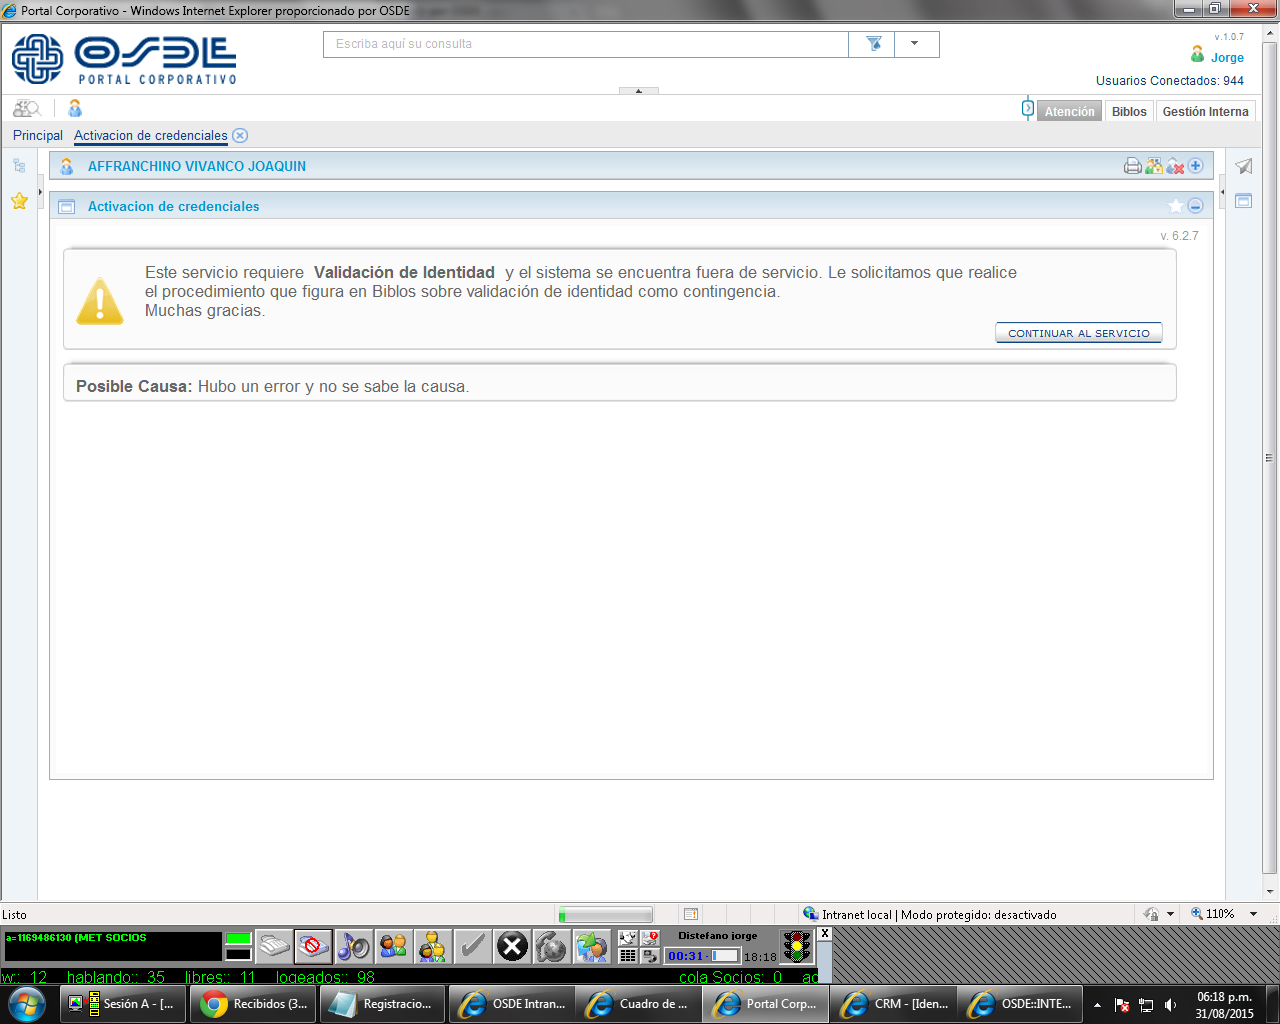 Portal Corporativo - Windows Internet Explorer proporcionado por OSDE
OSDE
PORTAL CORPORATIVO
Escriba aquí su consulta
v.1.0.7
Jorge
Usuarios Conectados: 944
Atención Biblos Gestión Interna
Principal Activacion de credenciales
AFFRANCHINO VIVANCO JOAQUIN
Activacion de credenciales
v. 6.2.7
Este servicio requiere Validación de Identidad y el sistema se encuentra fuera de servicio. Le solicitamos que realice
el procedimiento que figura en Biblos sobre validación de identidad como contingencia.
Muchas gracias.
CONTINUAR AL SERVICIO
Posible Causa: Hubo un error y no se sabe la causa.
Listo
Intranet local | Modo protegido: desactivado
110%
a=1169486130 (MET SOCIOS
Distefano jorge
X
00:31-
18:18
w:: 12 hablando:: 35 libres:: 11 logeados:: 98 cola Socios: 0 ac
Sesión A - [...
Recibidos (3...
Registracio...
OSDE Intran...
Cuadro de ...
Portal Corp...
CRM - [Iden...
OSDE::INTE...
06:18 p.m.
31/08/2015